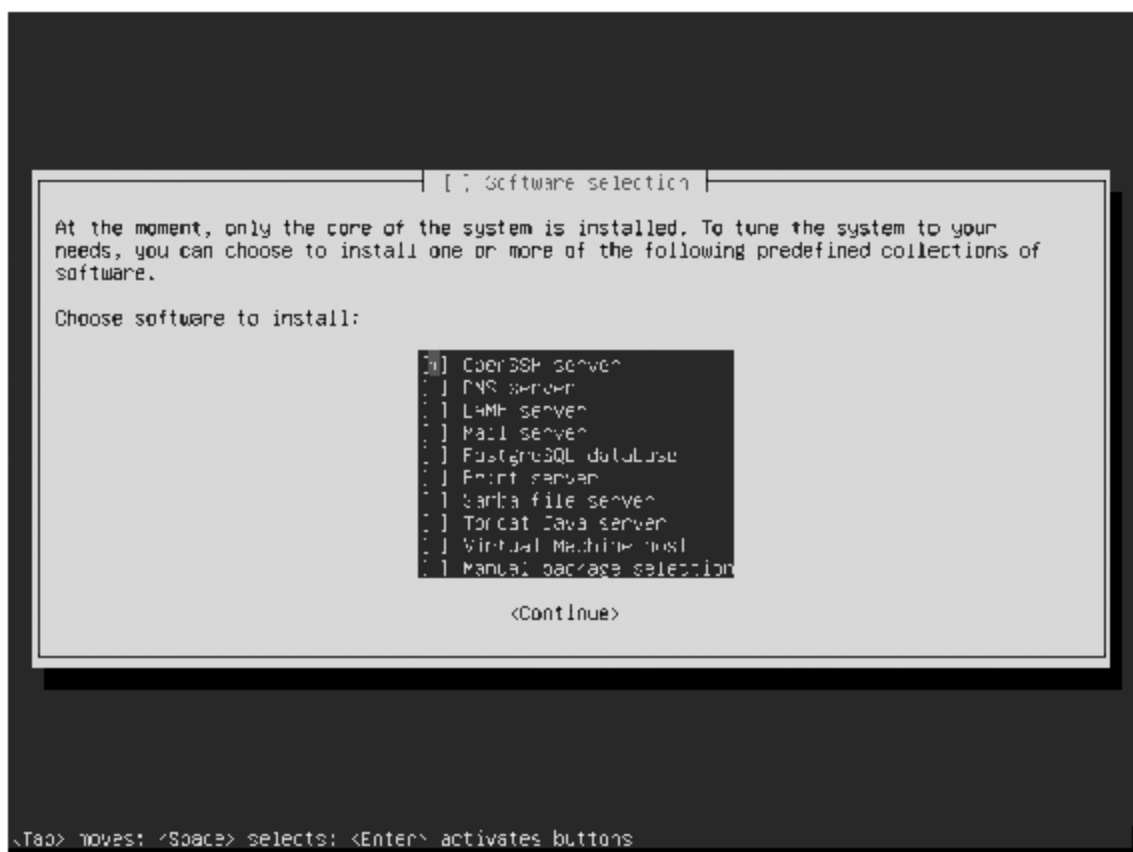 [ ] Software selection
At the moment, only the core of the system is installed. To tune the system to your
needs, you can choose to install one or more of the following predefined collections of
software.
Choose software to install:
[*] OpenSSH server
[ ] DNS server
[ ] LAMP server
[ ] Mail server
[ ] PostgreSQL database
[ ] Print server
[ ] Samba file server
[ ] Tomcat Java server
[ ] Virtual Machine host
[ ] Manual package selection
<Continue>
<Tab> moves; <Space> selects; <Enter> activates buttons